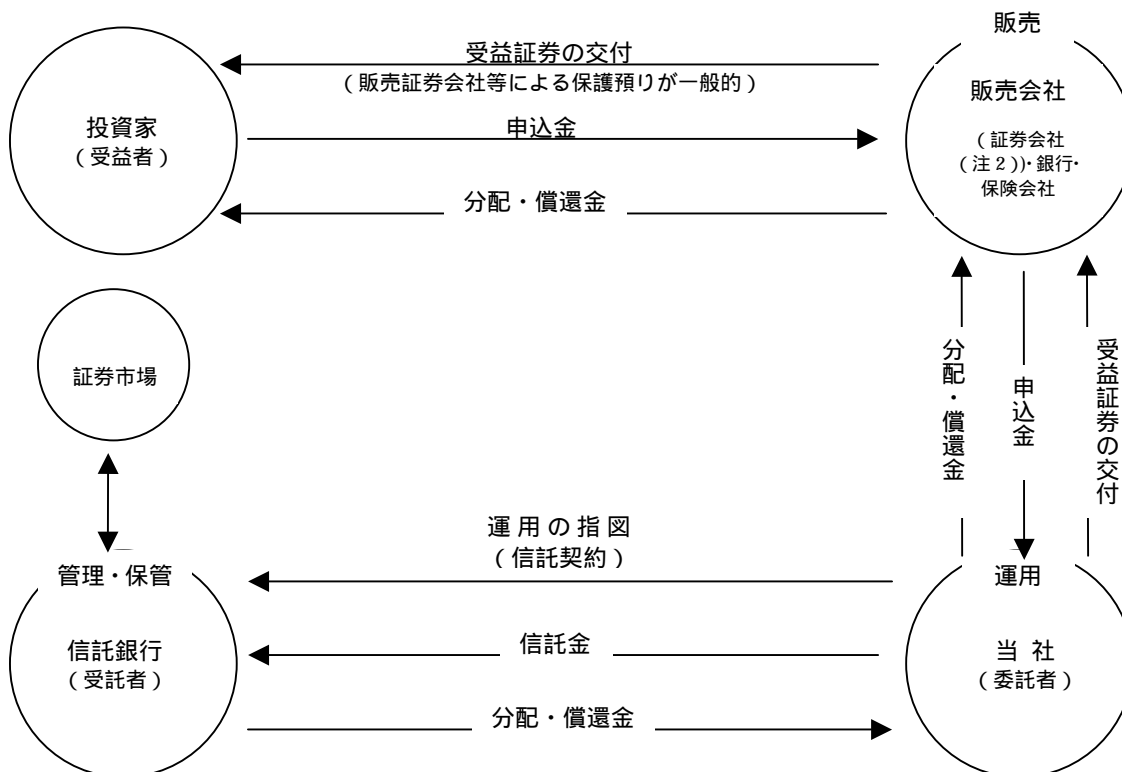 販売
受益証券の交付
(販売証券会社等による保護預りが一般的)
投資家
(受益者)
申込金
分配・償還金
販売会社
(証券会社
(注2))・銀行・
保険会社
証券市場
分配・償還金
申込金
受益証券の交付
運用の指図
(信託契約)
管理・保管
運用
信託銀行
(受託者)
信託金
当 社
(委託者)
分配・償還金